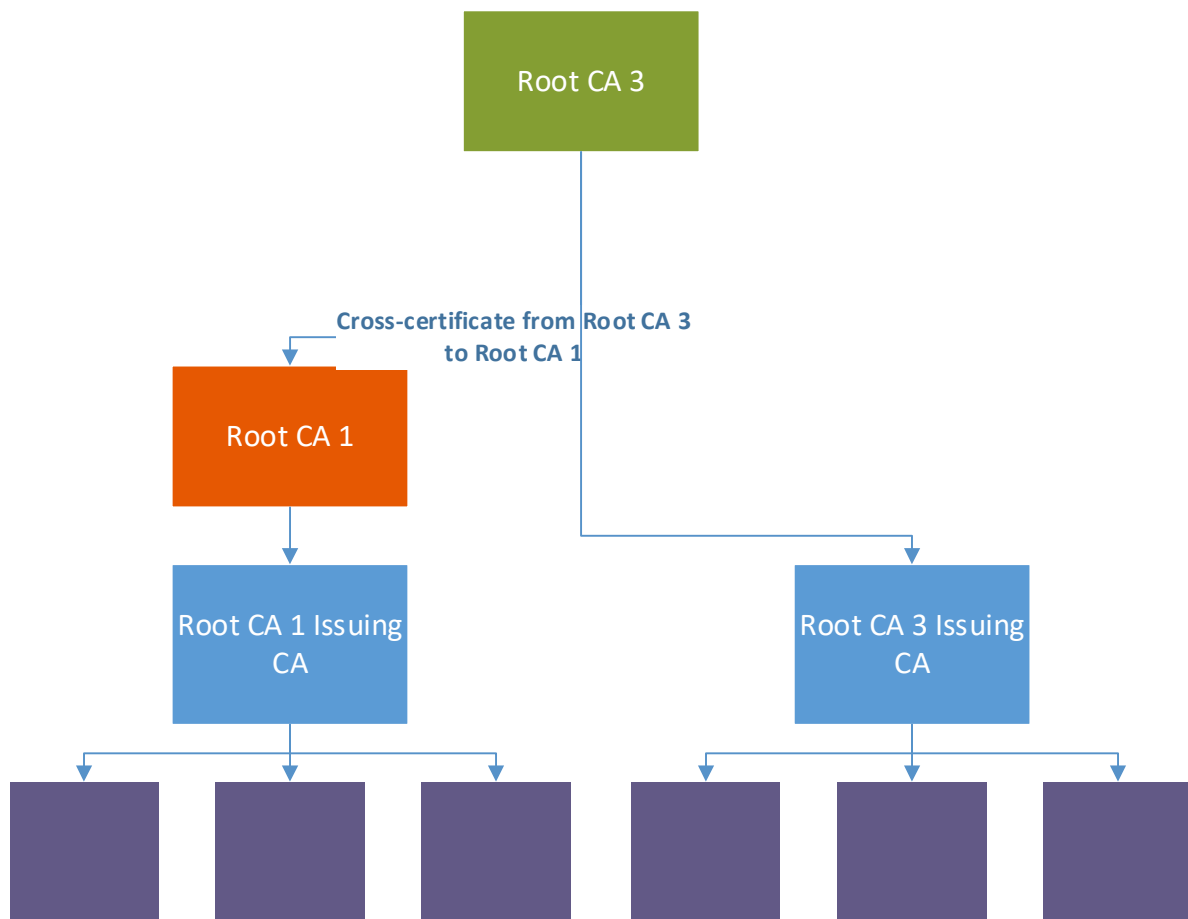 Root CA 3
Cross-certificate from Root CA 3
to Root CA 1
Root CA 1
Root CA 1 Issuing
CA
Root CA 3 Issuing
CA